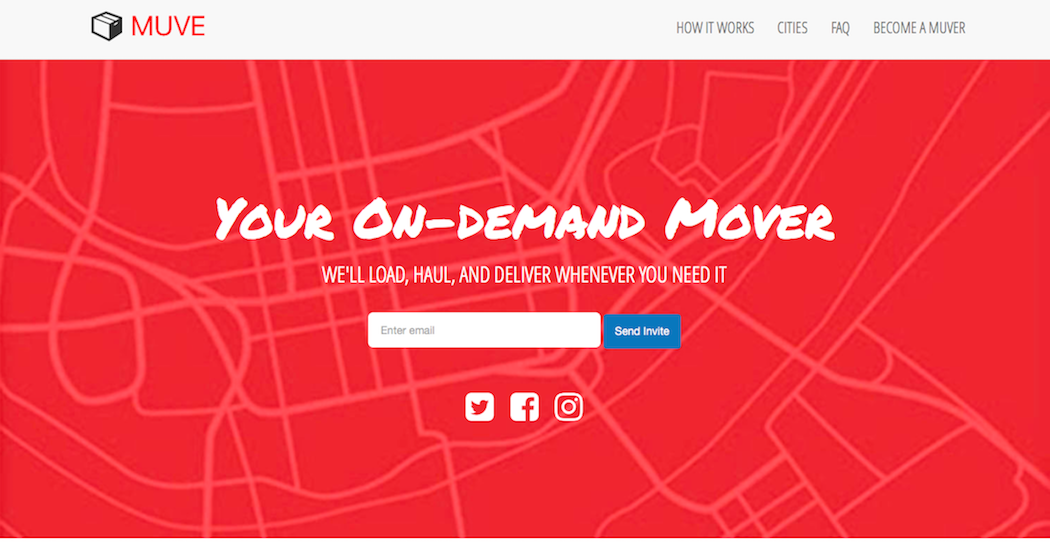 MUVE
HOW IT WORKS CITIES FAQ BECOME A MUVER
Your On-demand Mover
WE'LL LOAD, HAUL, AND DELIVER WHENEVER YOU NEED IT
Enter email
Send Invite